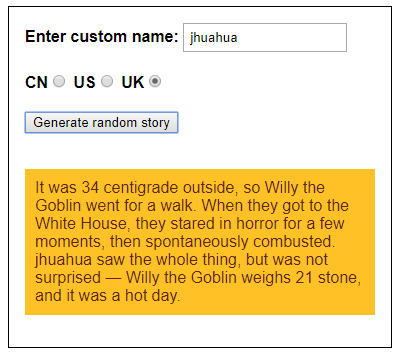 Enter custom name: jhuahua
CN US UK
Generate random story
It was 34 centigrade outside, so Willy the
Goblin went for a walk. When they got to the
White House, they stared in horror for a few
moments, then spontaneously combusted.
jhuahua saw the whole thing, but was not
surprised — Willy the Goblin weighs 21 stone,
and it was a hot day.